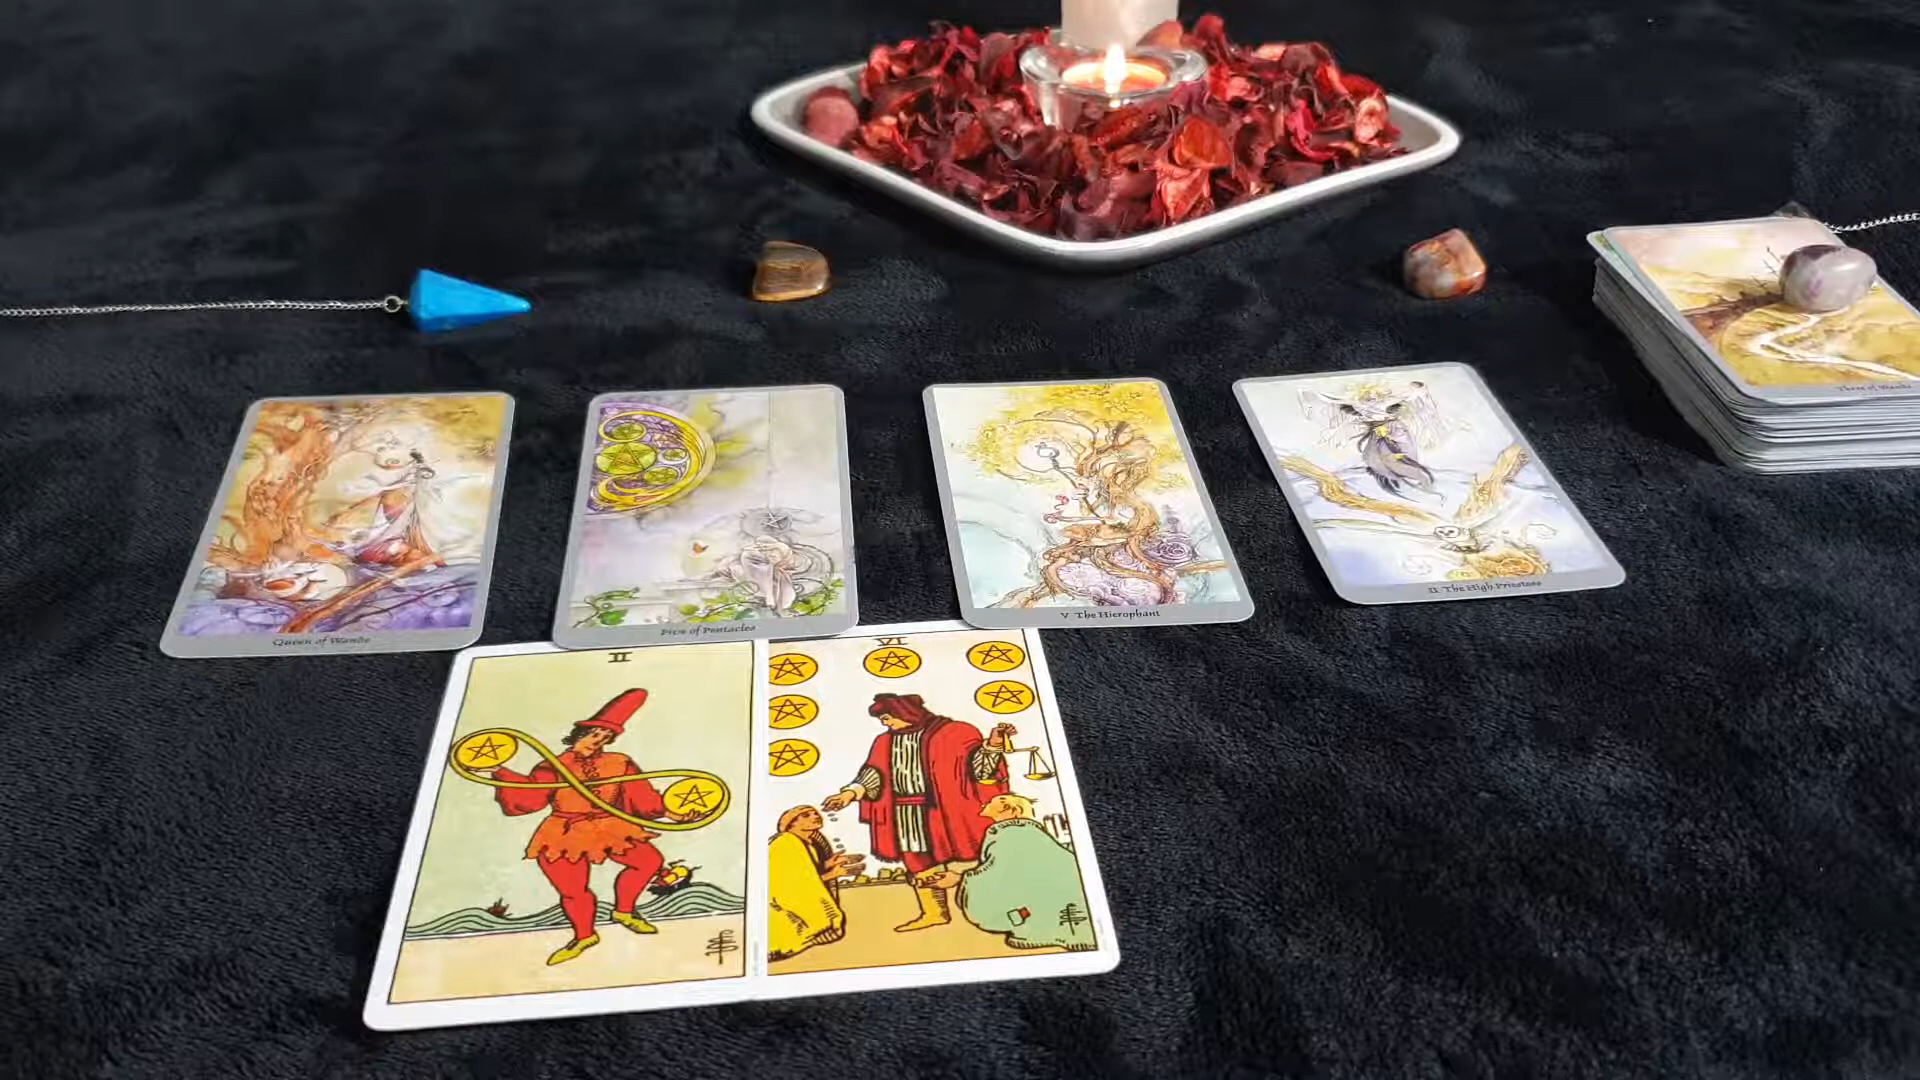 Three of Wands
Queen of Wands
Five of Pentacles
V The Hierophant
II The High Priestess
II
VI